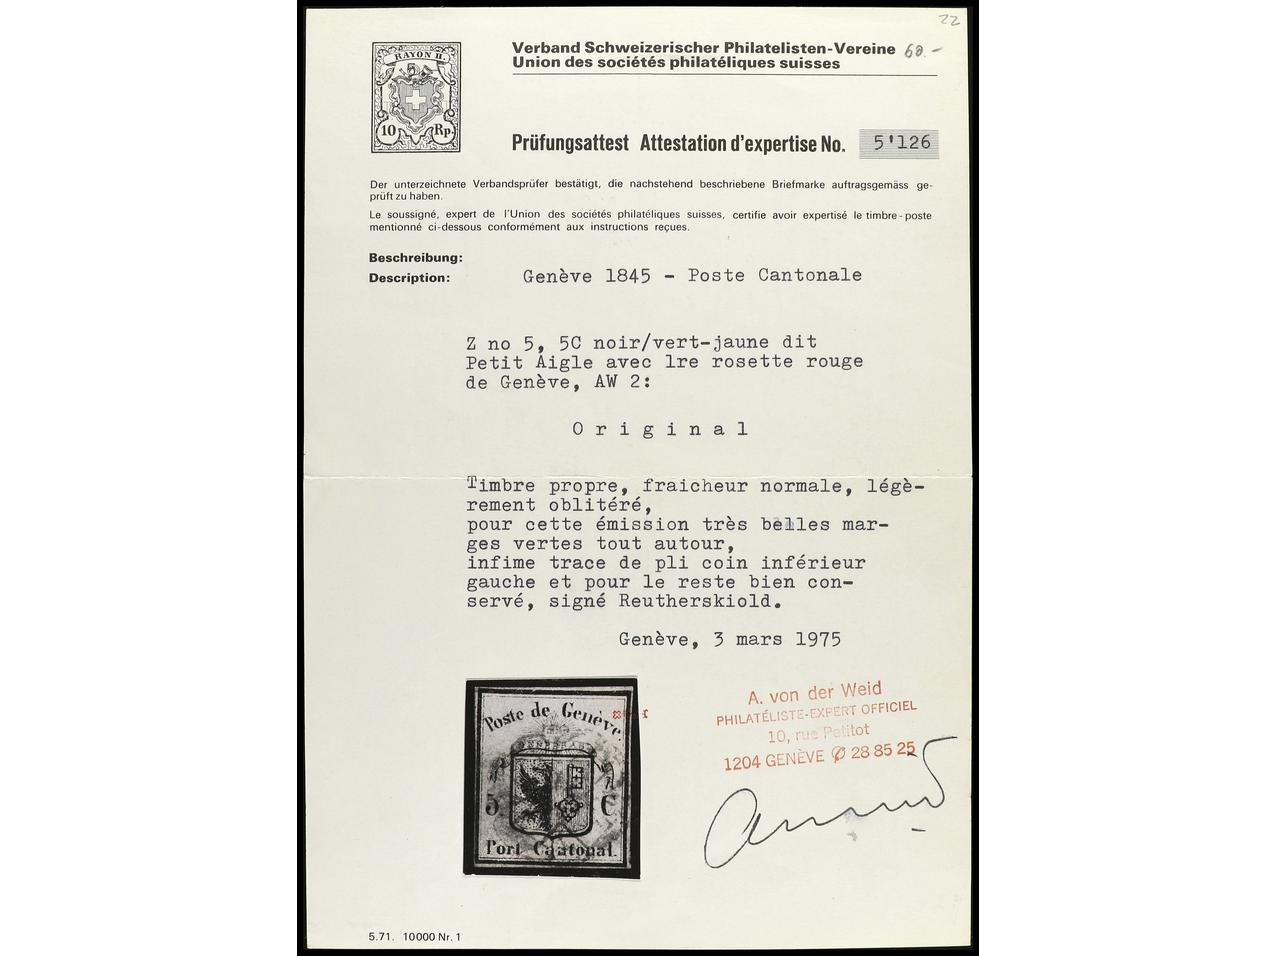 22
RAYON II.
10 Rp.
Verband Schweizerischer Philatelisten-Vereine 60.-
Union des sociétés philatéliques suisses
Prüfungsattest Attestation d'expertise No. 5'126
Der unterzeichnete Verbandsprüfer bestätigt, die nachstehend beschriebene Briefmarke auftragsgemäss ge-
prüft zu haben.
Le soussigné, expert de l'Union des sociétés philatéliques suisses, certifie avoir expertisé le timbre-poste
mentionné ci-dessous conformément aux instructions reçues.
Beschreibung:
Description: Genève 1845 - Poste Cantonale
Z no 5, 5C noir/vert-jaune dit
Petit Aigle avec 1re rosette rouge
de Genève, AW 2:
O r i g i n a l
Timbre propre, fraicheur normale, légè-
rement oblitéré,
pour cette émission très belles mar-
ges vertes tout autour,
infime trace de pli coin inférieur
gauche et pour le reste bien con-
servé, signé Reutherskiold.
Genève, 3 mars 1975
Poste de Genève.
5 C
Port Cantonal.
A. von der Weid
PHILATÉLISTE-EXPERT OFFICIEL
10, rue Petitot
1204 GENÈVE ✆ 28 85 25
5.71. 10000 Nr. 1